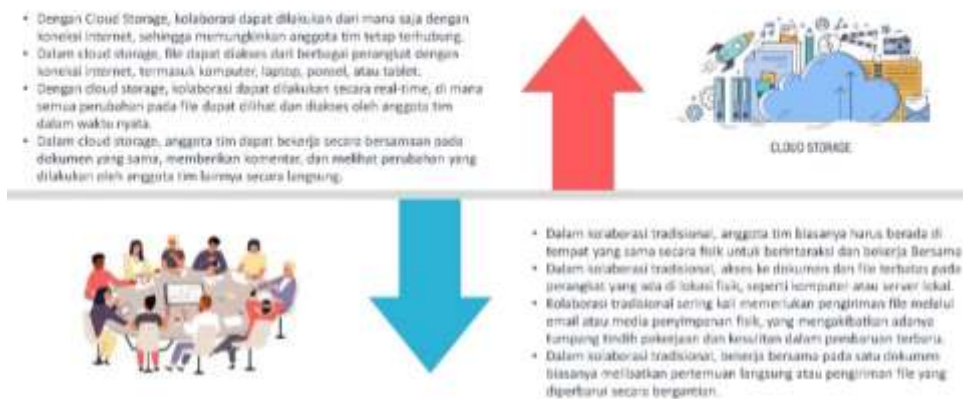 • Dengan Cloud Storage, kolaborasi dapat dilakukan dari mana saja dengan
koneksi internet, sehingga memungkinkan anggota tim tetap terhubung.
• Dalam cloud storage, file dapat diakses dari berbagai perangkat dengan
koneksi internet, termasuk komputer, laptop, ponsel, atau tablet.
• Dengan cloud storage, kolaborasi dapat dilakukan secara real-time, di mana
semua perubahan pada file dapat dilihat dan diakses oleh anggota tim
dalam waktu nyata.
• Dalam cloud storage, anggota tim dapat bekerja secara bersamaan pada
dokumen yang sama, memberikan komentar, dan melihat perubahan yang
dilakukan oleh anggota tim lainnya secara langsung.
CLOUD STORAGE
• Dalam kolaborasi tradisional, anggota tim biasanya harus berada di
tempat yang sama secara fisik untuk berinteraksi dan bekerja Bersama
• Dalam kolaborasi tradisional, akses ke dokumen dan file terbatas pada
perangkat yang ada di lokasi fisik, seperti komputer atau server lokal.
• Kolaborasi tradisional sering kali memerlukan pengiriman file melalui
email atau media penyimpanan fisik, yang mengakibatkan adanya
tumpang tindih pekerjaan dan kesulitan dalam pembaruan terbaru.
• Dalam kolaborasi tradisional, bekerja bersama pada satu dokumen
biasanya melibatkan pertemuan langsung atau pengiriman file yang
diperbarui secara bergantian.